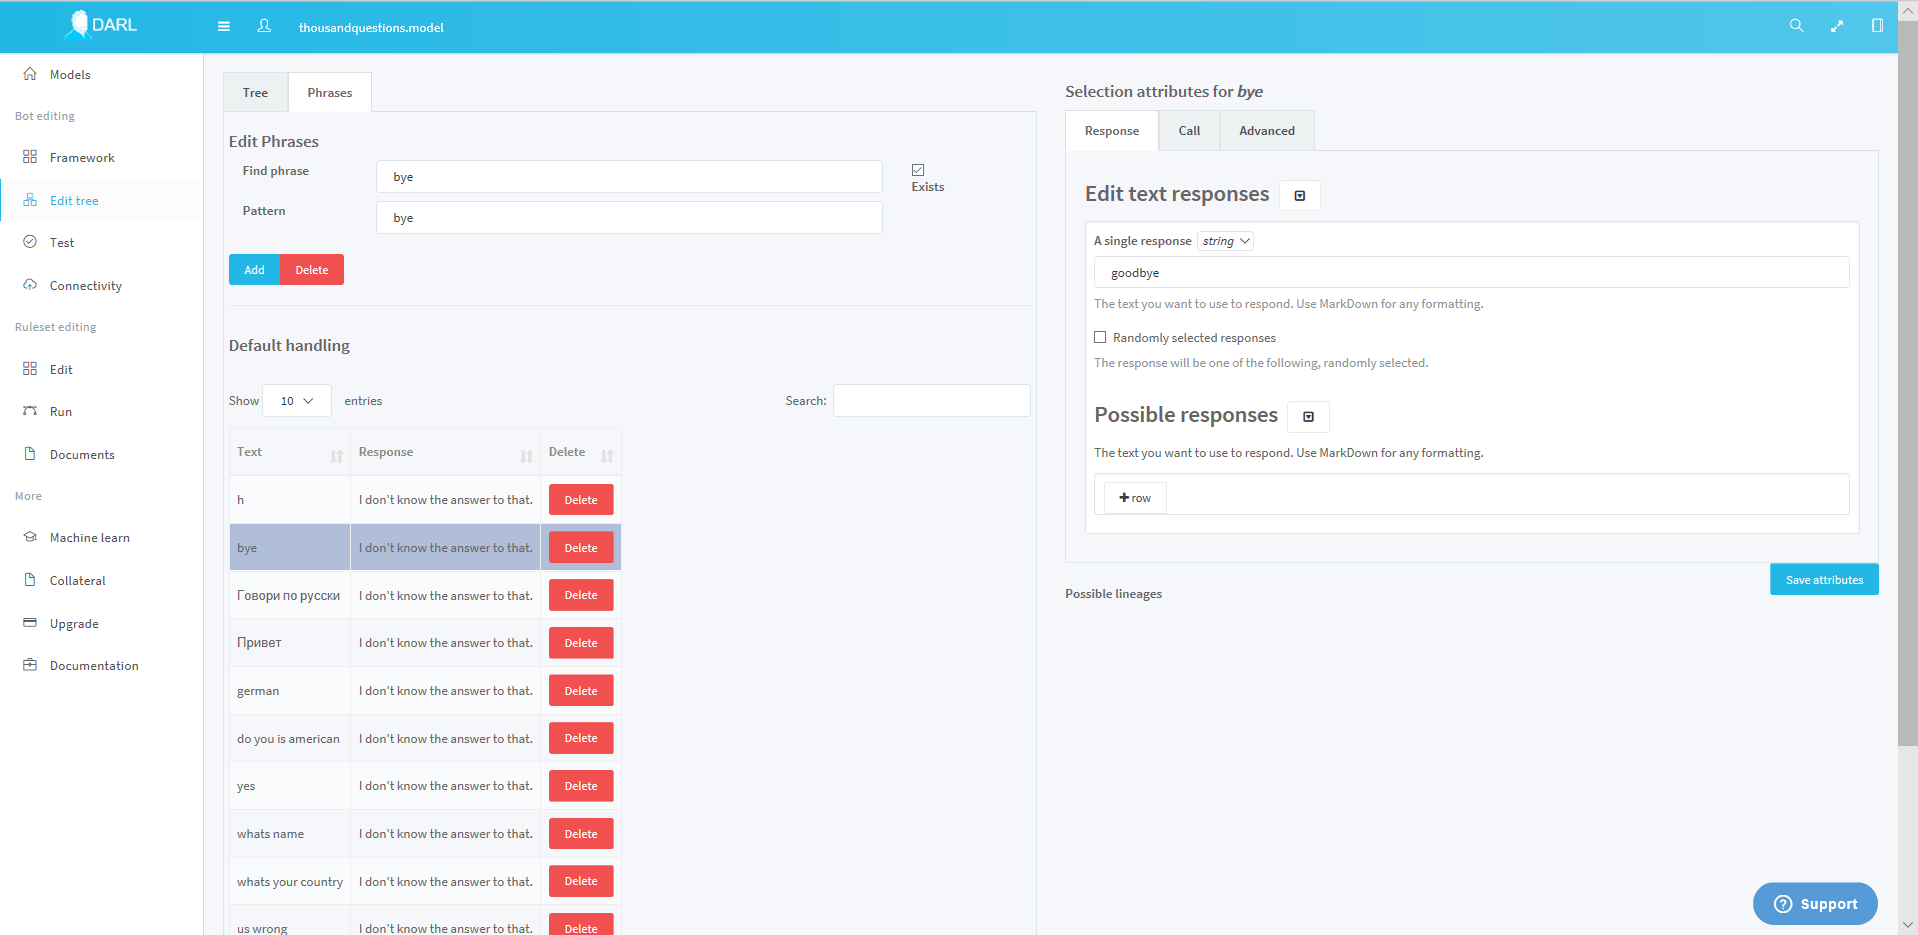 DARL
thousandquestions.model
Models
Bot editing
Framework
Edit tree
Test
Connectivity
Ruleset editing
Edit
Run
Documents
More
Machine learn
Collateral
Upgrade
Documentation
Tree
Phrases
Edit Phrases
Find phrase
bye
Exists
Pattern
bye
Add
Delete
Default handling
Show 10 entries
Search:
Text Response Delete
h I don't know the answer to that. Delete
bye I don't know the answer to that. Delete
Говори по русски I don't know the answer to that. Delete
Привет I don't know the answer to that. Delete
german I don't know the answer to that. Delete
do you is american I don't know the answer to that. Delete
yes I don't know the answer to that. Delete
whats name I don't know the answer to that. Delete
whats your country I don't know the answer to that. Delete
us wrong I don't know the answer to that. Delete
Selection attributes for bye
Response
Call
Advanced
Edit text responses
A single response string
goodbye
The text you want to use to respond. Use MarkDown for any formatting.
Randomly selected responses
The response will be one of the following, randomly selected.
Possible responses
The text you want to use to respond. Use MarkDown for any formatting.
+ row
Save attributes
Possible lineages
? Support